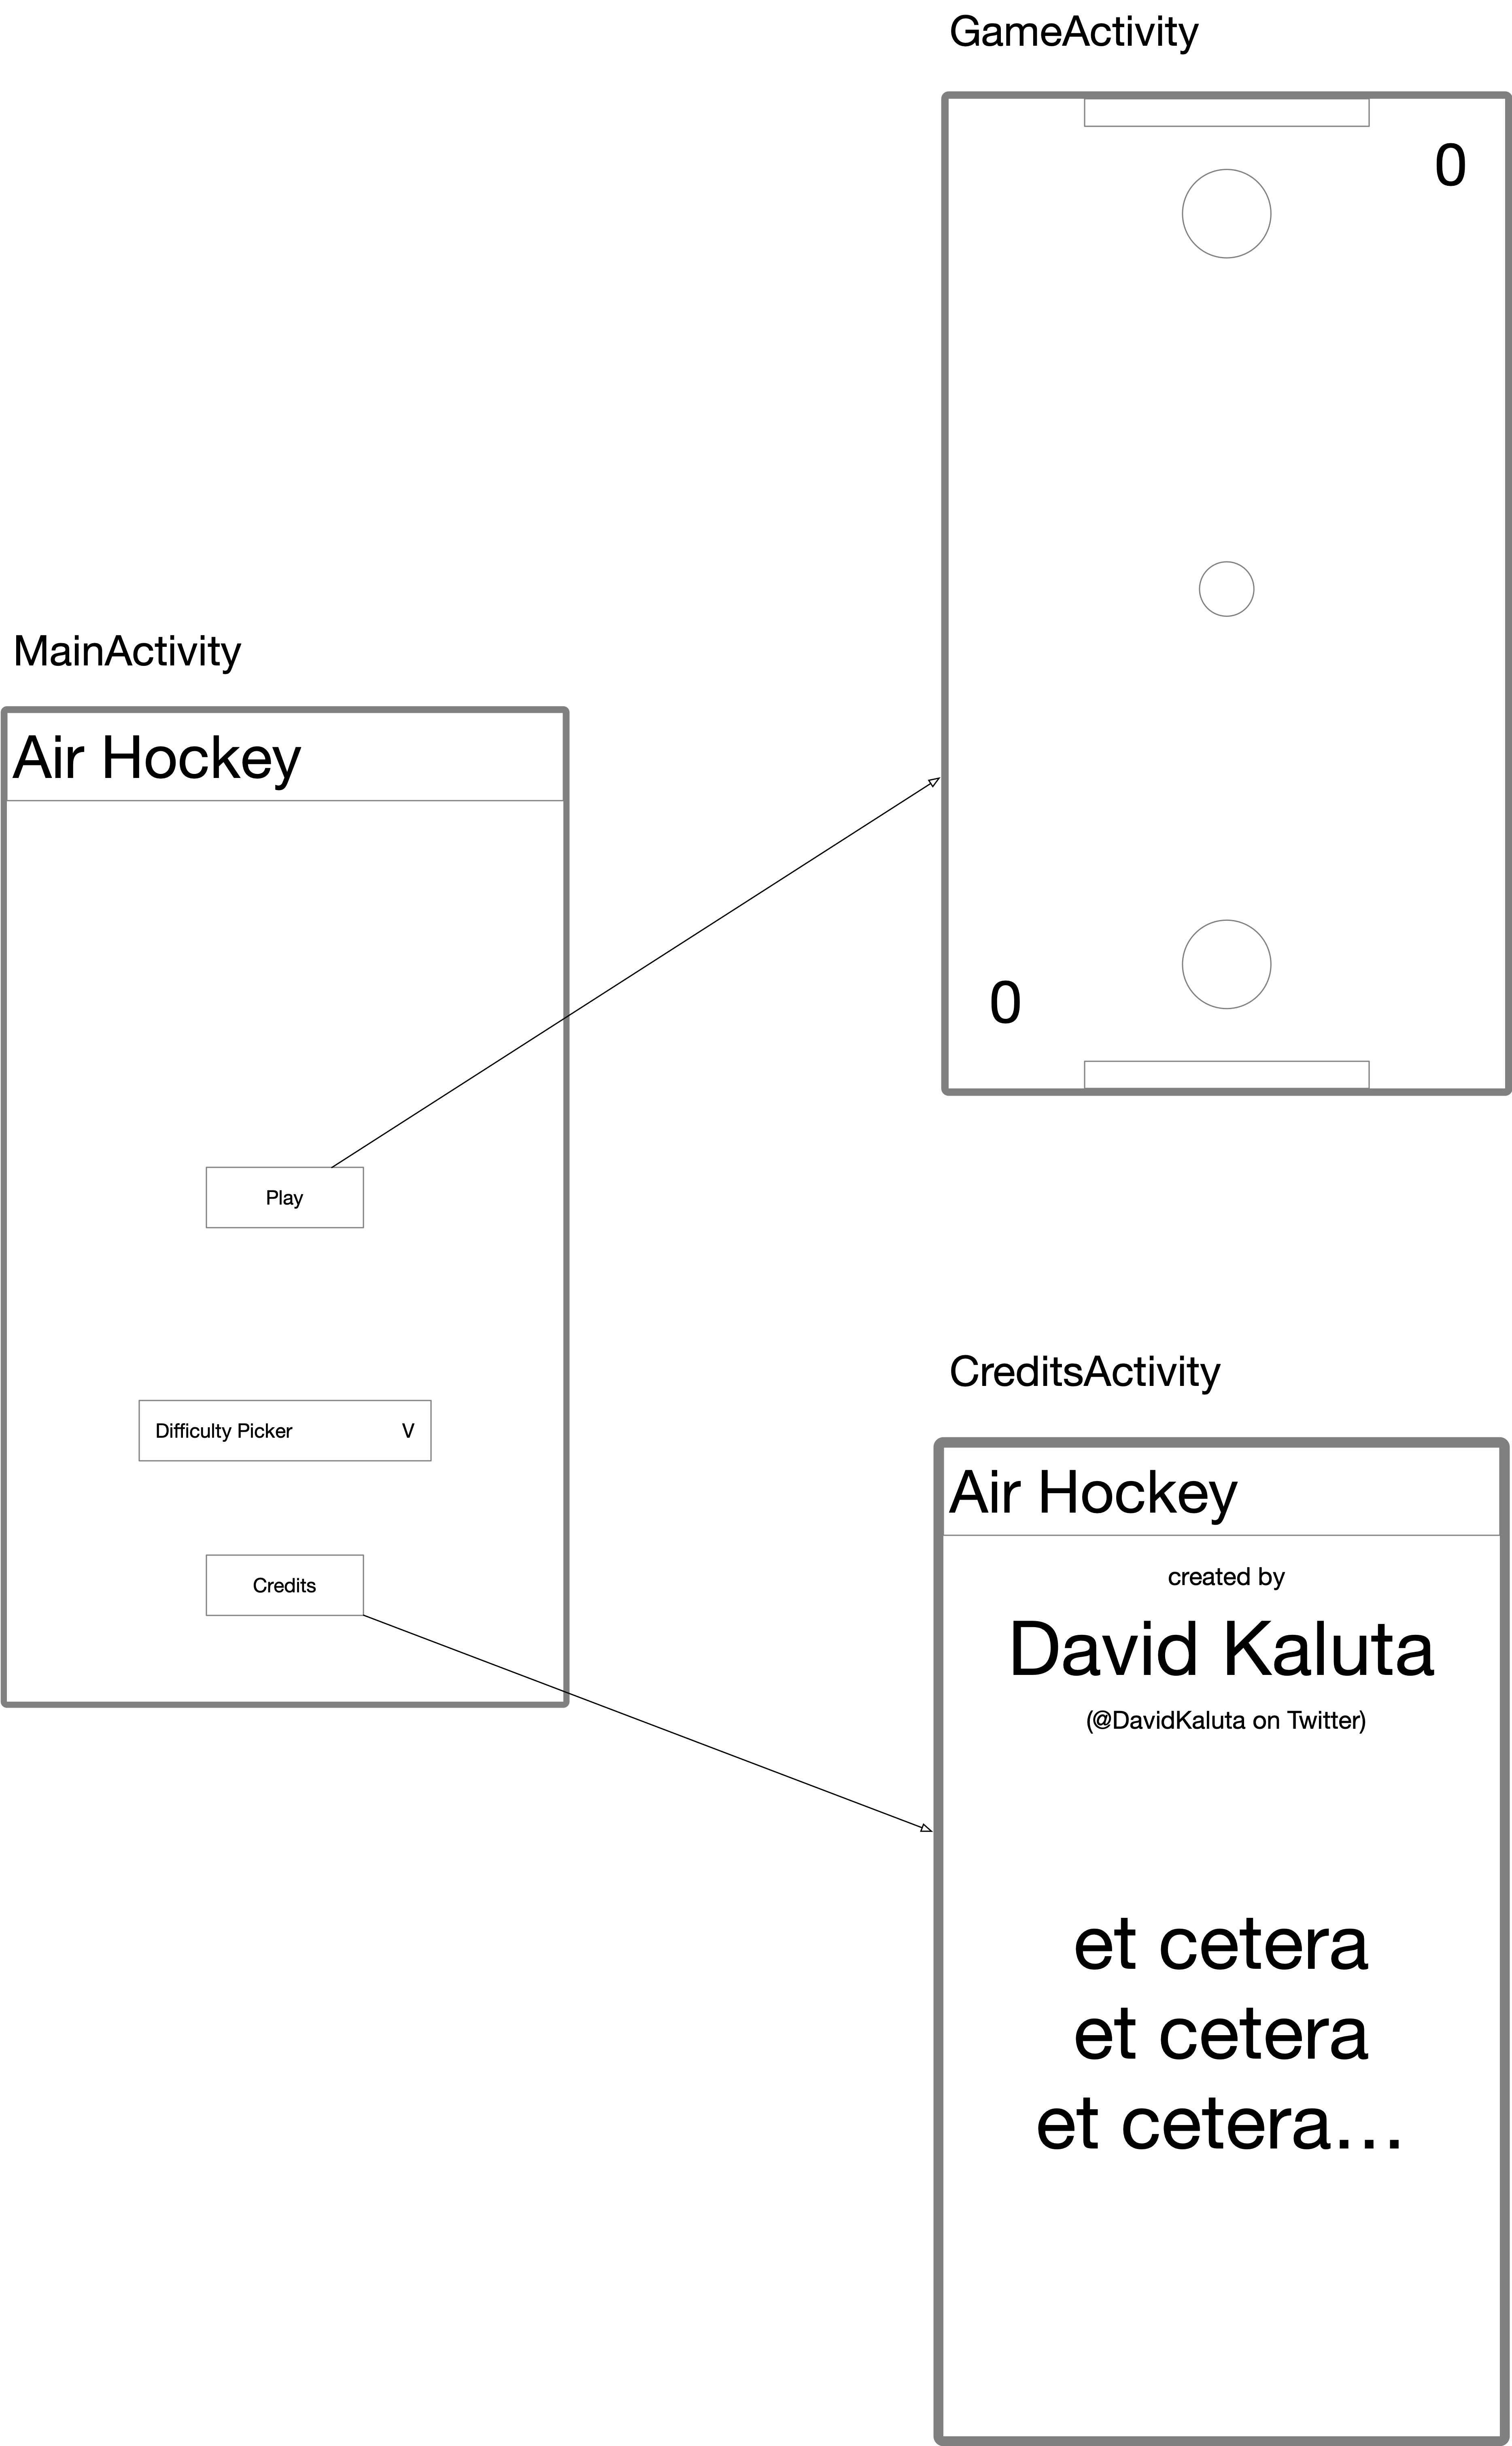 GameActivity
0
0
MainActivity
Air Hockey
Play
Difficulty Picker V
Credits
CreditsActivity
Air Hockey
created by
David Kaluta
(@DavidKaluta on Twitter)
et cetera
et cetera
et cetera...